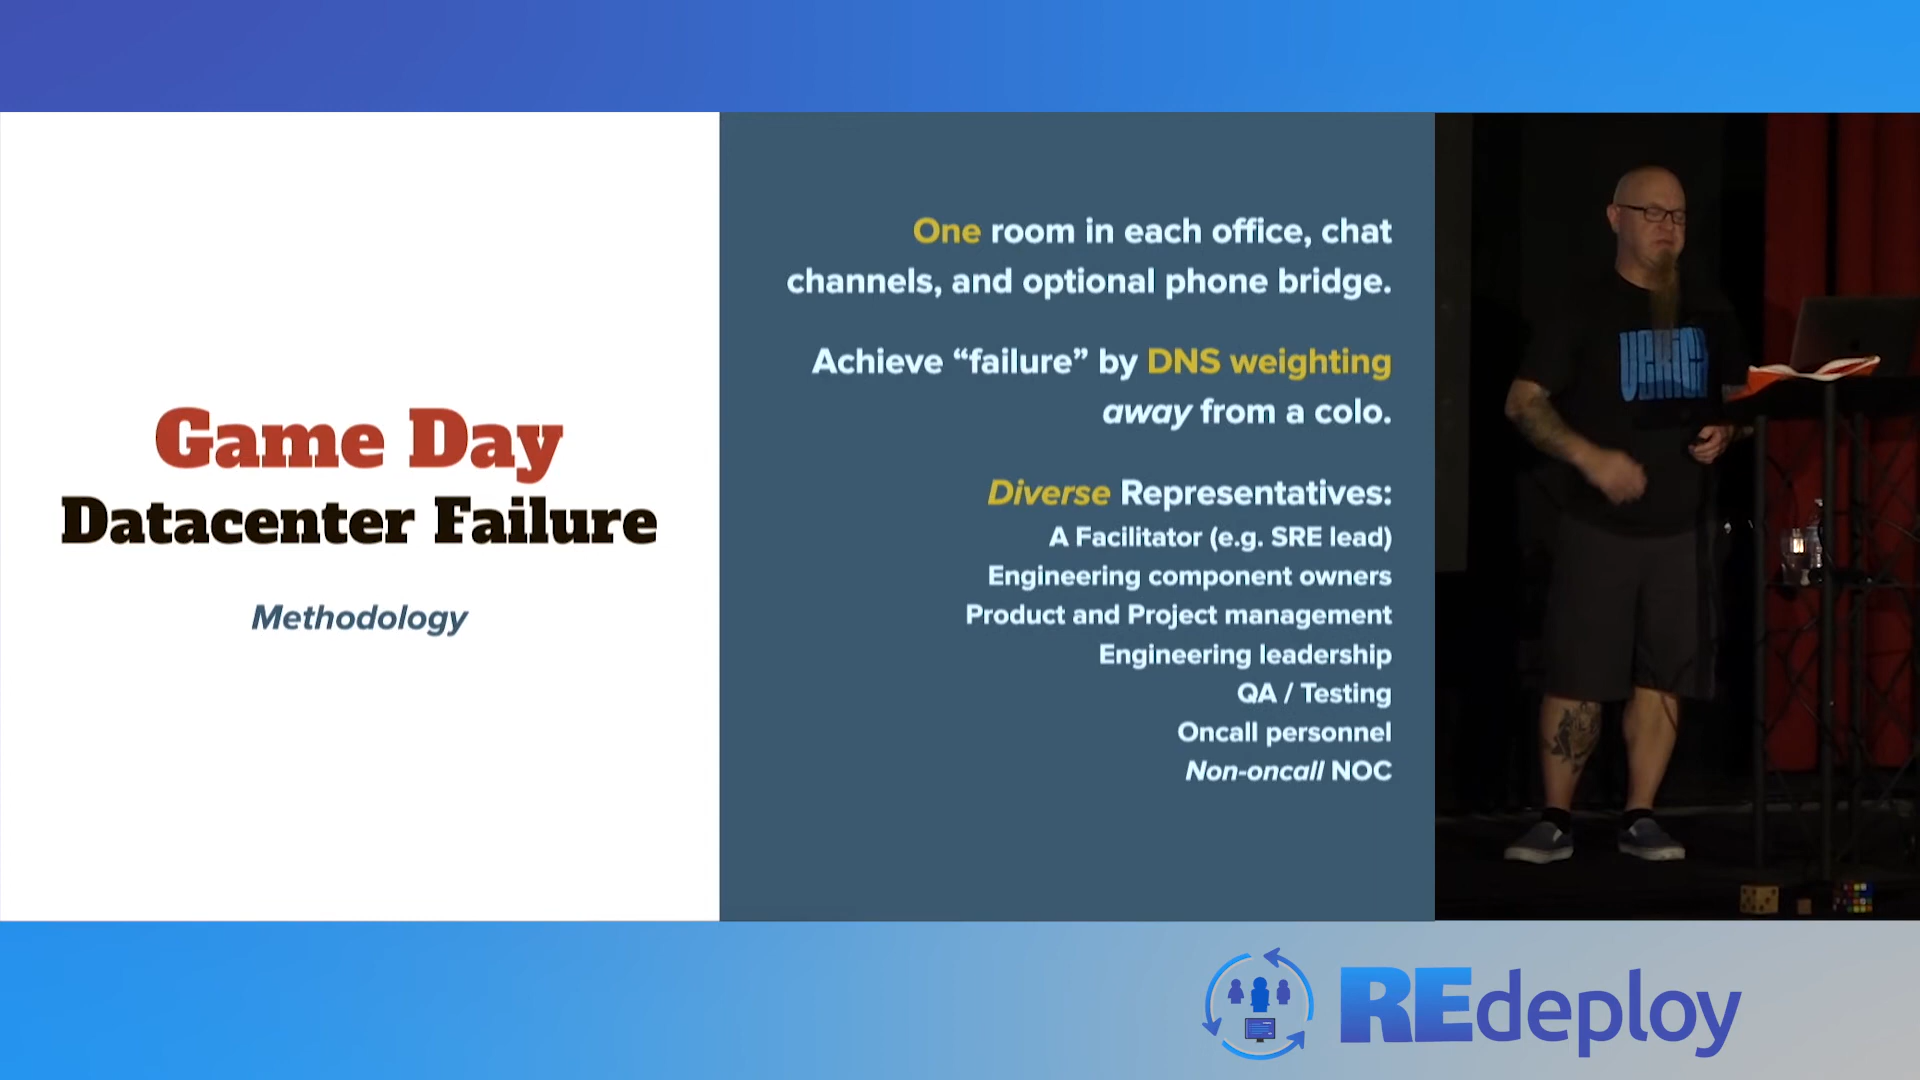 Game Day
Datacenter Failure
Methodology
One room in each office, chat
channels, and optional phone bridge.
Achieve “failure” by DNS weighting
away from a colo.
Diverse Representatives:
A Facilitator (e.g. SRE lead)
Engineering component owners
Product and Project management
Engineering leadership
QA / Testing
Oncall personnel
Non-oncall NOC
VERICA
REdeploy